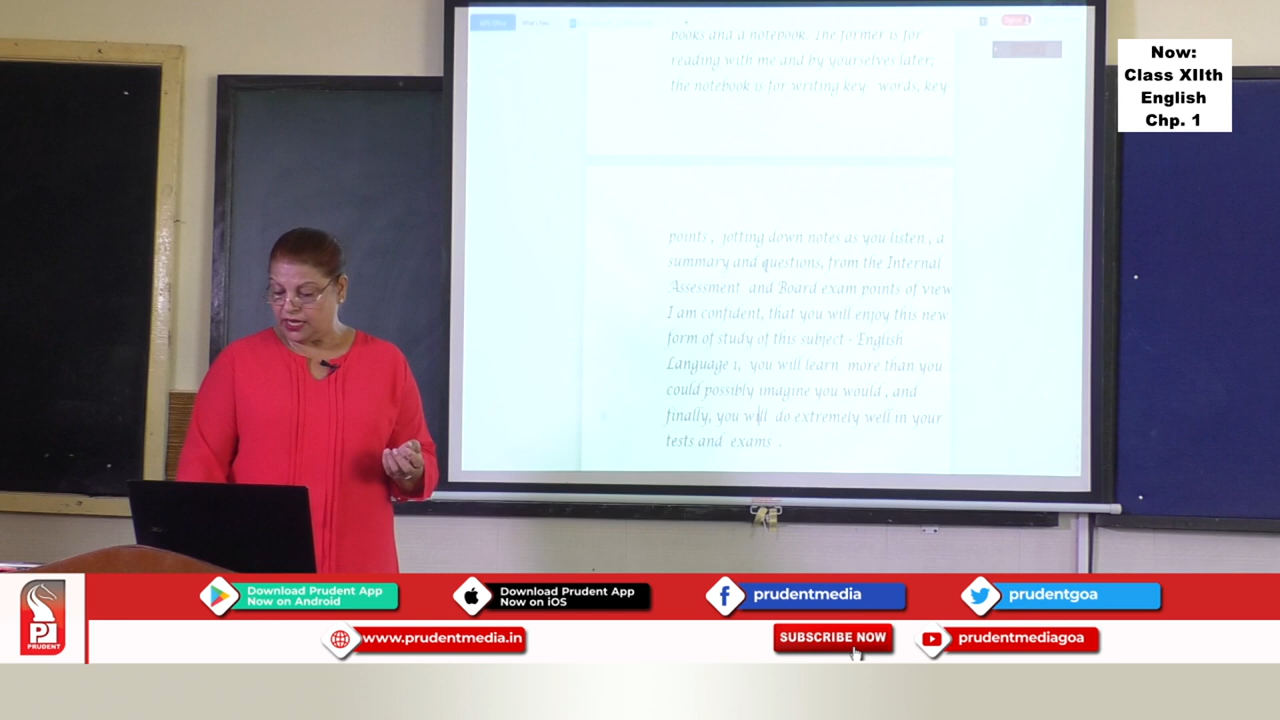 books and a notebook. The former is for
reading with me and by yourselves later;
the notebook is for writing key words, key
points , jotting down notes as you listen , a
summary and questions, from the Internal
Assessment and Board exam points of view
I am confident, that you will enjoy this new
form of study of this subject - English
Language 1, you will learn more than you
could possibly imagine you would , and
finally, you will do extremely well in your
tests and exams .
Now:
Class XIIth
English
Chp. 1
Download Prudent App
Now on Android
Download Prudent App
Now on iOS
prudentmedia
prudentgoa
PRUDENT
www.prudentmedia.in
SUBSCRIBE NOW
prudentmediagoa